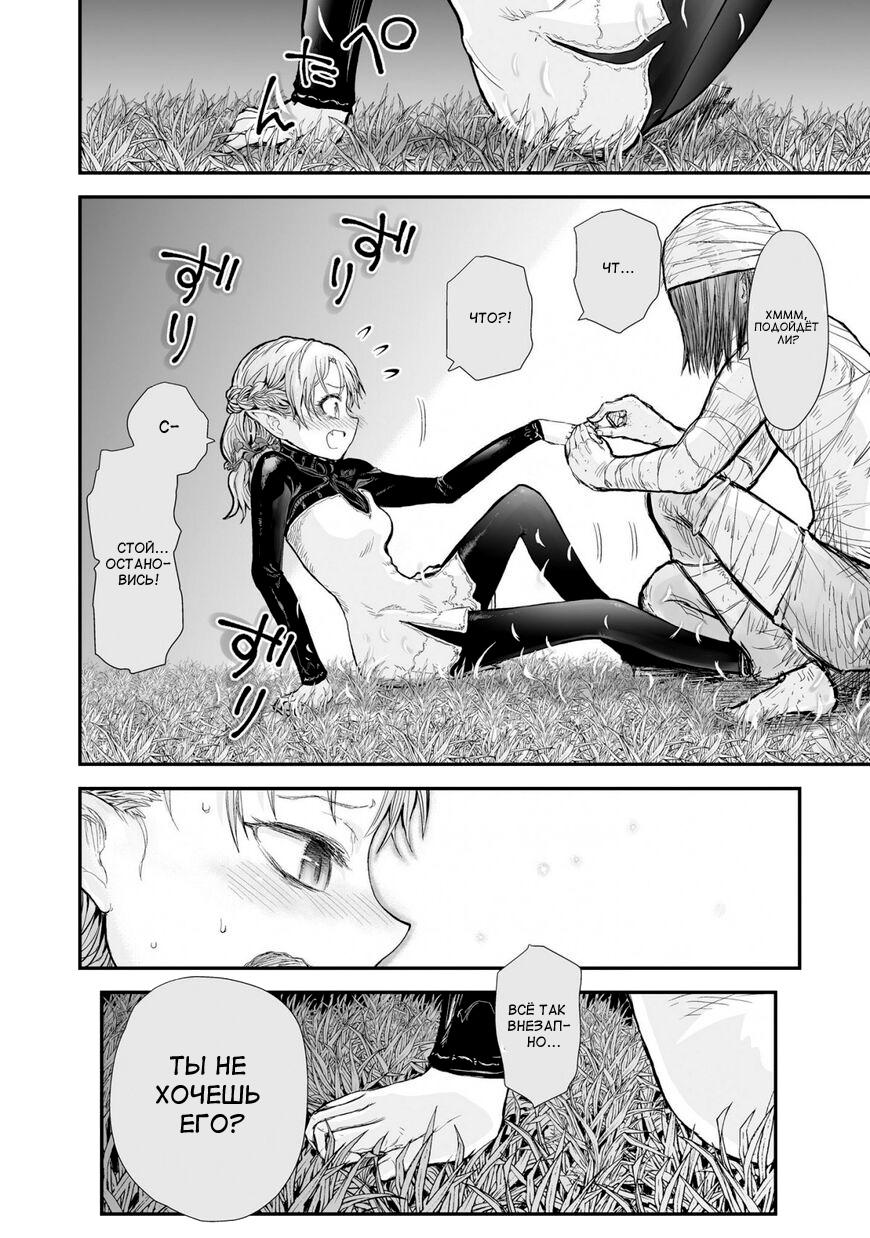 ぺたん
ХМММ,
ПОДОЙДЁТ
ЛИ?
ЧТ...
ЧТО?!
ずり
ずり
С-
СТОЙ...
ОСТАНО-
ВИСЬ!
ずり
ВСЁ ТАК
ВНЕЗАП-
НО...
ТЫ НЕ
ХОЧЕШЬ
ЕГО?